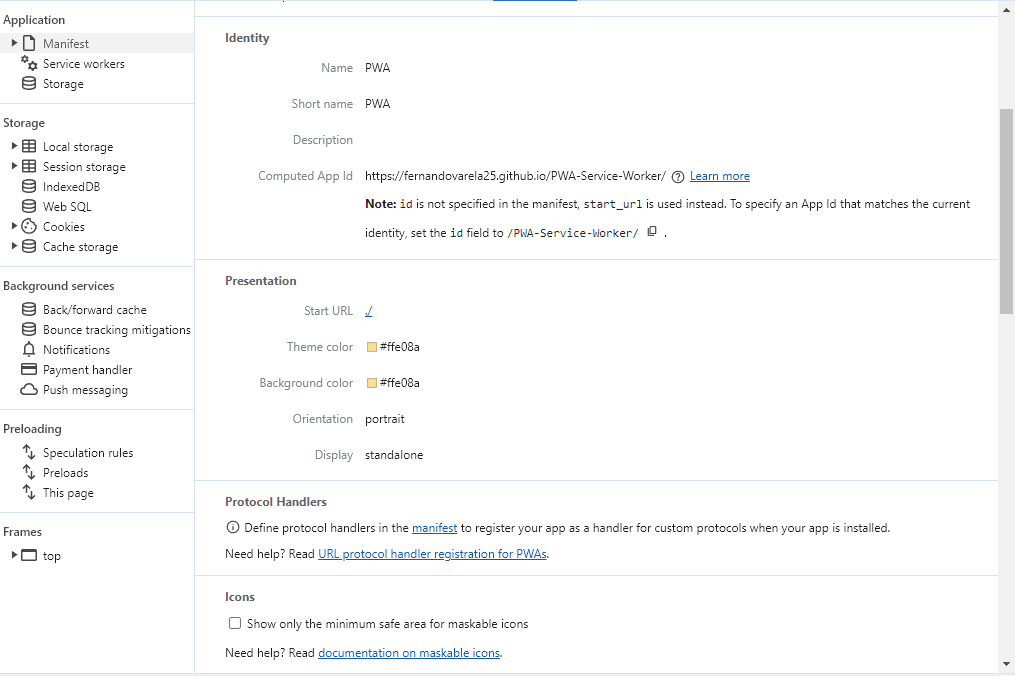 Application
Manifest
Service workers
Storage
Storage
Local storage
Session storage
IndexedDB
Web SQL
Cookies
Cache storage
Background services
Back/forward cache
Bounce tracking mitigations
Notifications
Payment handler
Push messaging
Preloading
Speculation rules
Preloads
This page
Frames
top
Identity
Name PWA
Short name PWA
Description
Computed App Id https://fernandovarela25.github.io/PWA-Service-Worker/ Learn more
Note: id is not specified in the manifest, start_url is used instead. To specify an App Id that matches the current
identity, set the id field to /PWA-Service-Worker/ .
Presentation
Start URL ./
Theme color #ffe08a
Background color #ffe08a
Orientation portrait
Display standalone
Protocol Handlers
Define protocol handlers in the manifest to register your app as a handler for custom protocols when your app is installed.
Need help? Read URL protocol handler registration for PWAs.
Icons
Show only the minimum safe area for maskable icons
Need help? Read documentation on maskable icons.